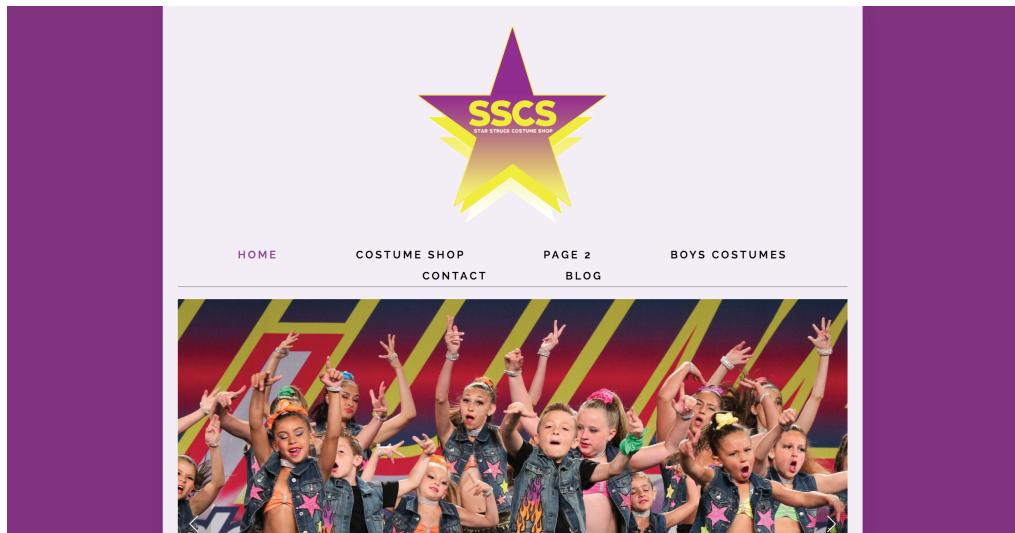 SSCS
STAR STRUCK COSTUME SHOP
HOME COSTUME SHOP PAGE 2 BOYS COSTUMES
CONTACT BLOG